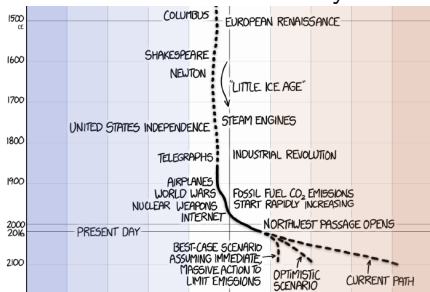 COLUMBUS
1500
CE
EUROPEAN RENAISSANCE
SHAKESPEARE
1600
NEWTON
"LITTLE ICE AGE"
1700
STEAM ENGINES
UNITED STATES INDEPENDENCE
1800
TELEGRAPHS
INDUSTRIAL REVOLUTION
1900
AIRPLANES
WORLD WARS
NUCLEAR WEAPONS
INTERNET
FOSSIL FUEL CO₂ EMISSIONS
START RAPIDLY INCREASING
2000
NORTHWEST PASSAGE OPENS
2016
PRESENT DAY
BEST-CASE SCENARIO
ASSUMING IMMEDIATE,
MASSIVE ACTION TO
LIMIT EMISSIONS
OPTIMISTIC
SCENARIO
CURRENT PATH
2100